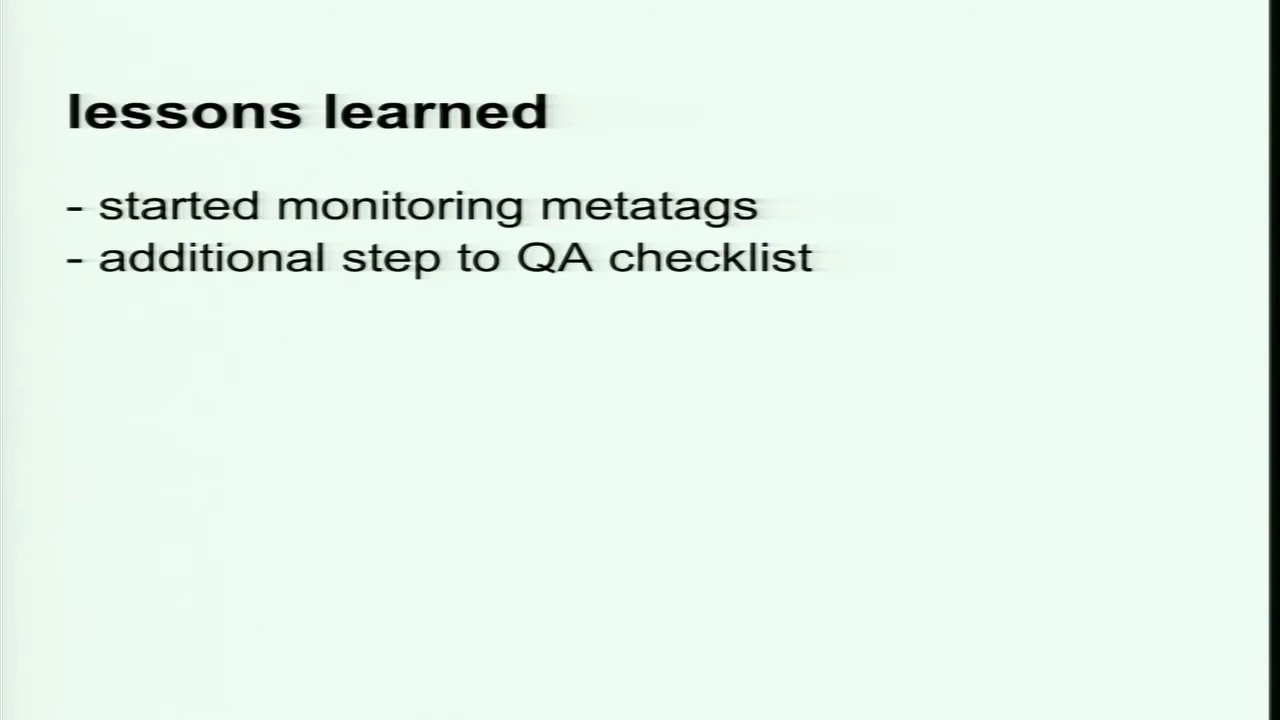 lessons learned
- started monitoring metatags
- additional step to QA checklist